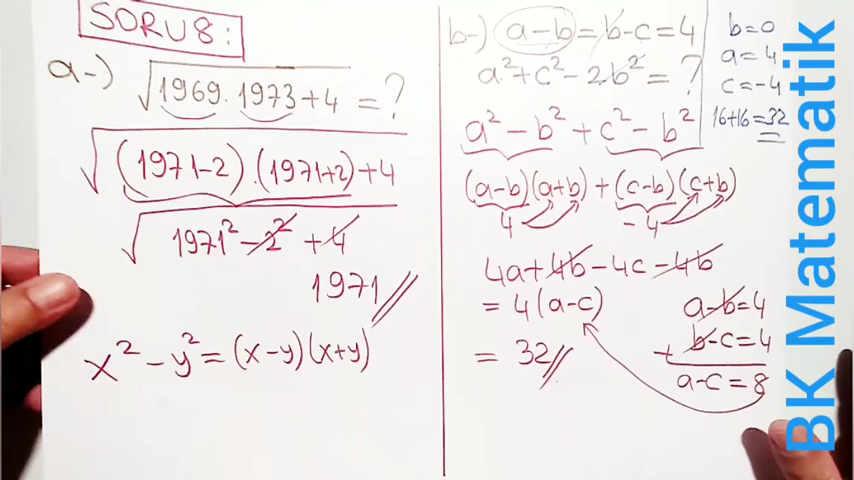 SORU 8:
a-) √1969.1973+4 = ?
√(1971-2).(1971+2)+4
√1971²-2²+4
1971//
x²-y²=(x-y)(x+y)
b-) a-b=b-c=4
a²+c²-2b²=?
a²-b²+c²-b²
(a-b)(a+b)+(c-b)(c+b)
4 -4
4a+4b-4c-4b
=4(a-c)
=32//
a-b=4
b-c=4
+
a-c=8
b=0
a=4
c=-4
16+16=32
BK Matematik